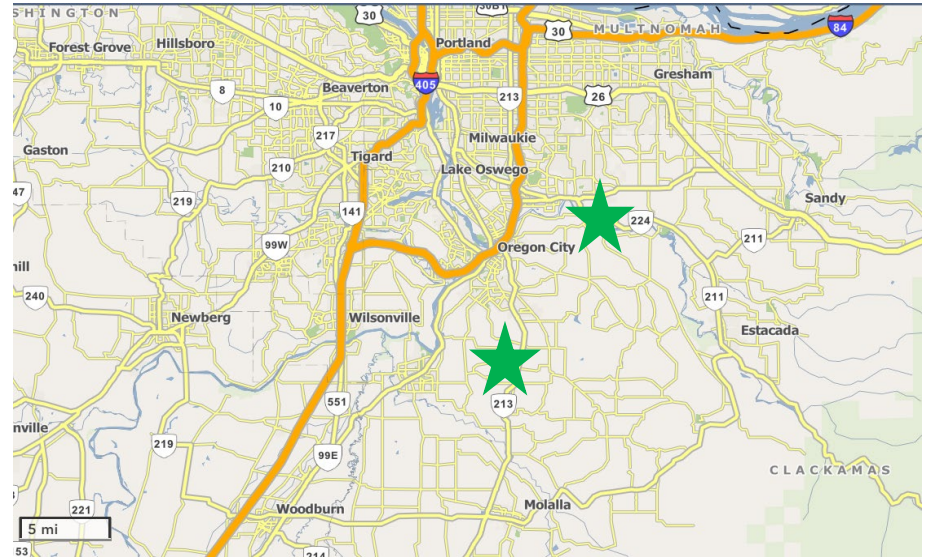 SHINGTON
30
30BY
30
MULTNOMAH
84
Portland
Forest Grove
Hillsboro
Gresham
405
Beaverton
8
213
26
10
217
Milwaukie
Gaston
Tigard
210
Lake Oswego
47
219
Sandy
141
224
99W
Oregon City
211
hill
240
211
Newberg
Wilsonville
Estacada
551
213
nville
219
99E
CLACKAMAS
221
Woodburn
Molalla
5 mi
53
214